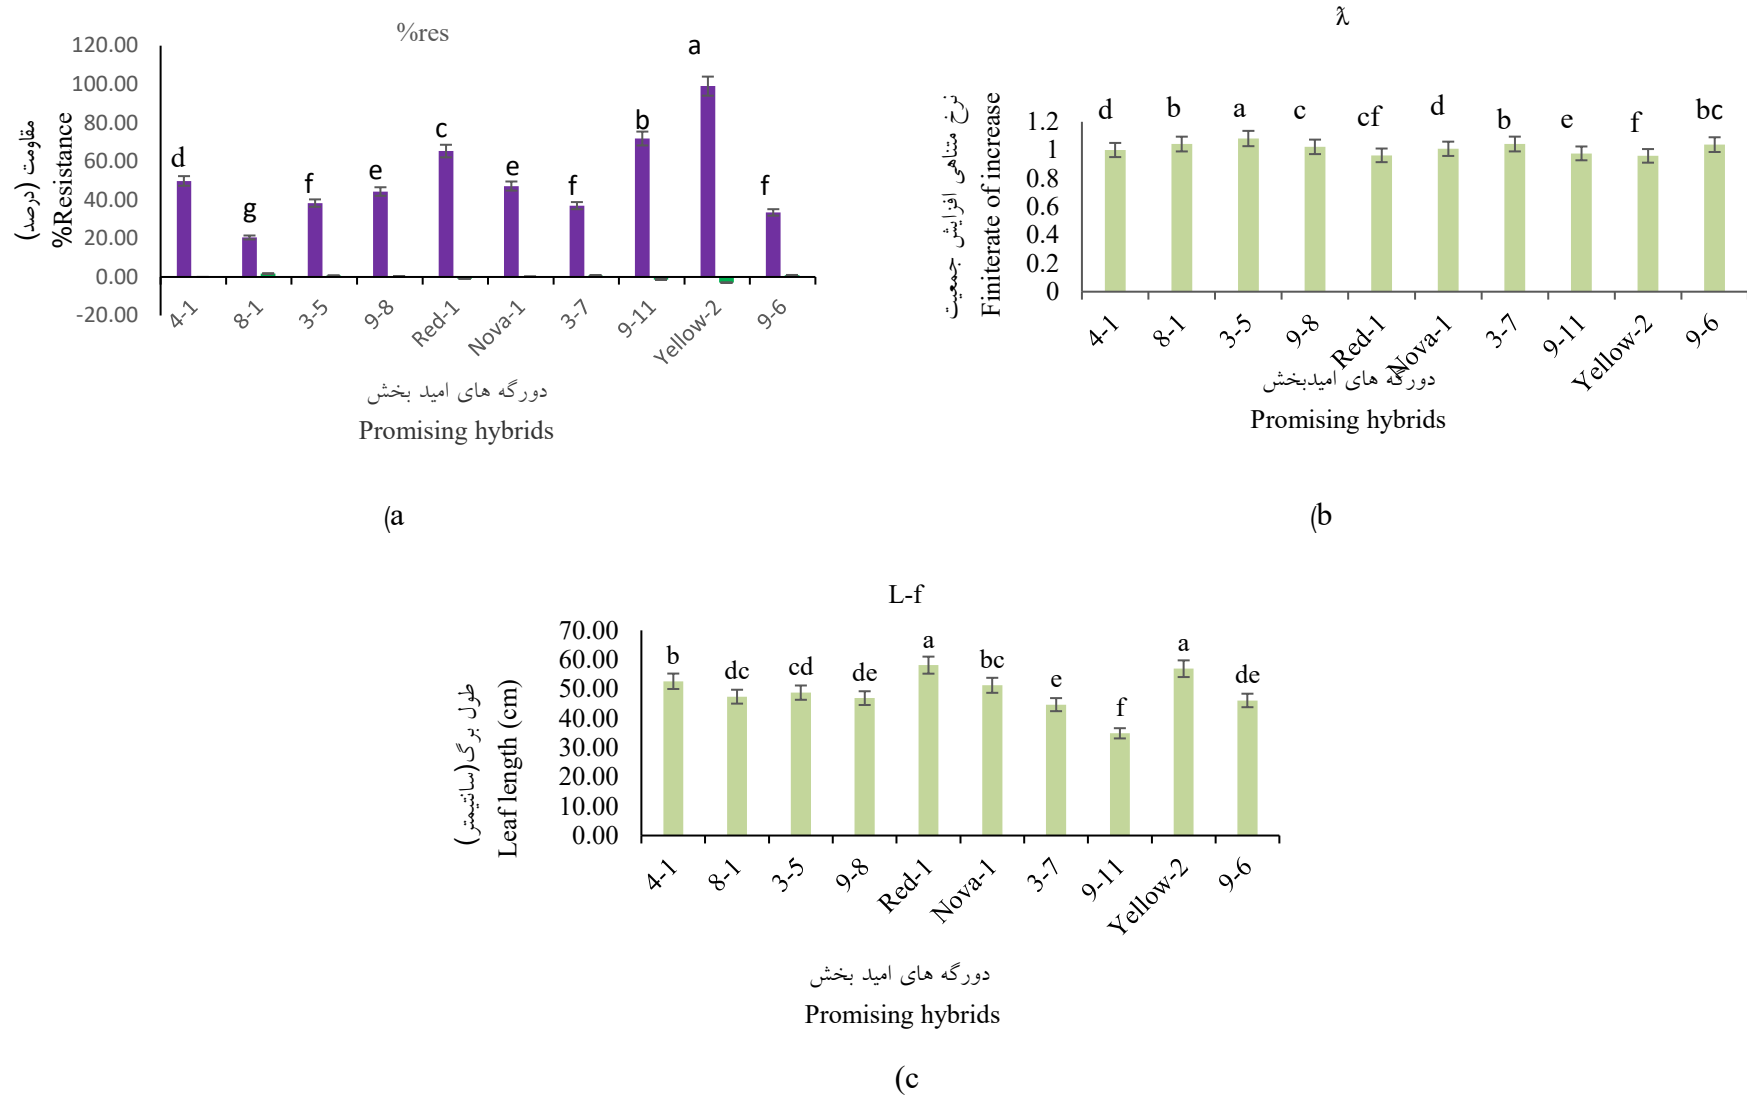 %res
120.00
100.00
80.00
60.00
40.00
20.00
0.00
-20.00
مقاومت (درصد)
%Resistance
d
g
f
e
c
e
f
b
a
f
4-1
8-1
3-5
9-8
Red-1
Nova-1
3-7
9-11
Yellow-2
9-6
دورگه های امید بخش
Promising hybrids
(a
ƛ
1.2
1
0.8
0.6
0.4
0.2
0
نرخ متناهی افزایش جمعیت
Finiterate of increase
d
b
a
c
cf
d
b
e
f
bc
4-1
8-1
3-5
9-8
Red-1
Nova-1
3-7
9-11
Yellow-2
9-6
دورگه های امیدبخش
Promising hybrids
(b
L-f
70.00
60.00
50.00
40.00
30.00
20.00
10.00
0.00
طول برگ(سانتیمتر)
Leaf length (cm)
b
dc
cd
de
a
bc
e
f
a
de
4-1
8-1
3-5
9-8
Red-1
Nova-1
3-7
9-11
Yellow-2
9-6
دورگه های امید بخش
Promising hybrids
(c